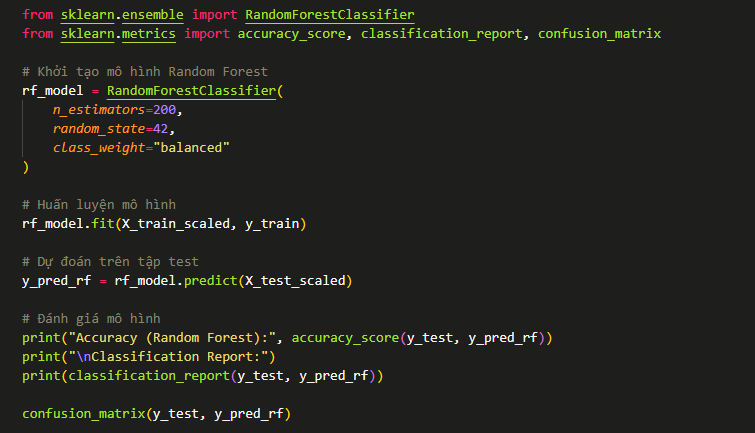 from sklearn.ensemble import RandomForestClassifier
from sklearn.metrics import accuracy_score, classification_report, confusion_matrix
# Khởi tạo mô hình Random Forest
rf_model = RandomForestClassifier(
    n_estimators=200,
    random_state=42,
    class_weight="balanced"
)
# Huấn luyện mô hình
rf_model.fit(X_train_scaled, y_train)
# Dự đoán trên tập test
y_pred_rf = rf_model.predict(X_test_scaled)
# Đánh giá mô hình
print("Accuracy (Random Forest):", accuracy_score(y_test, y_pred_rf))
print("\nClassification Report:")
print(classification_report(y_test, y_pred_rf))
confusion_matrix(y_test, y_pred_rf)